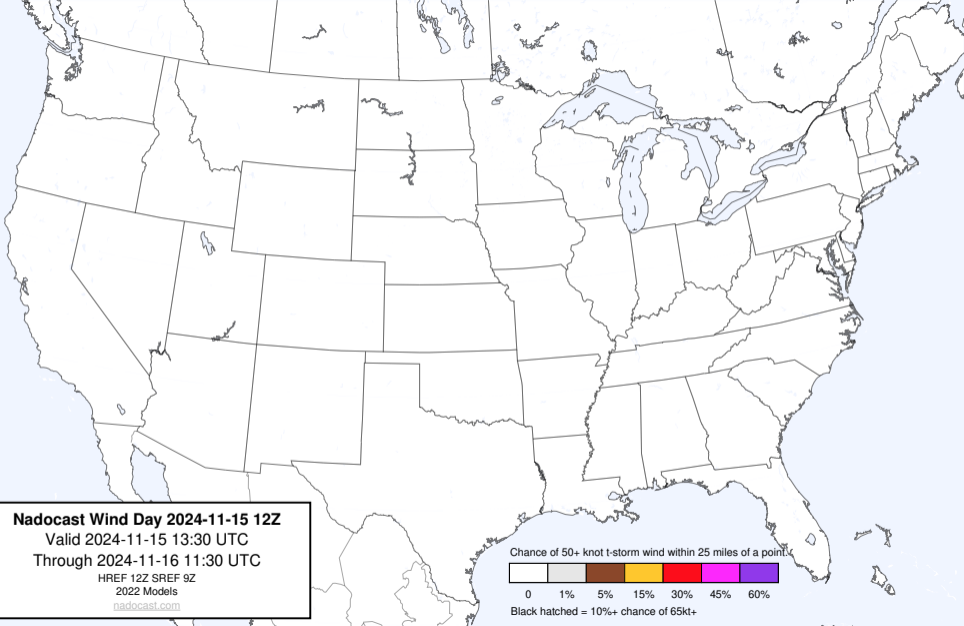 Nadocast Wind Day 2024-11-15 12Z
Valid 2024-11-15 13:30 UTC
Through 2024-11-16 11:30 UTC
HREF 12Z SREF 9Z
2022 Models
nadocast.com
Chance of 50+ knot t-storm wind within 25 miles of a point.
0 1% 5% 15% 30% 45% 60%
Black hatched = 10%+ chance of 65kt+